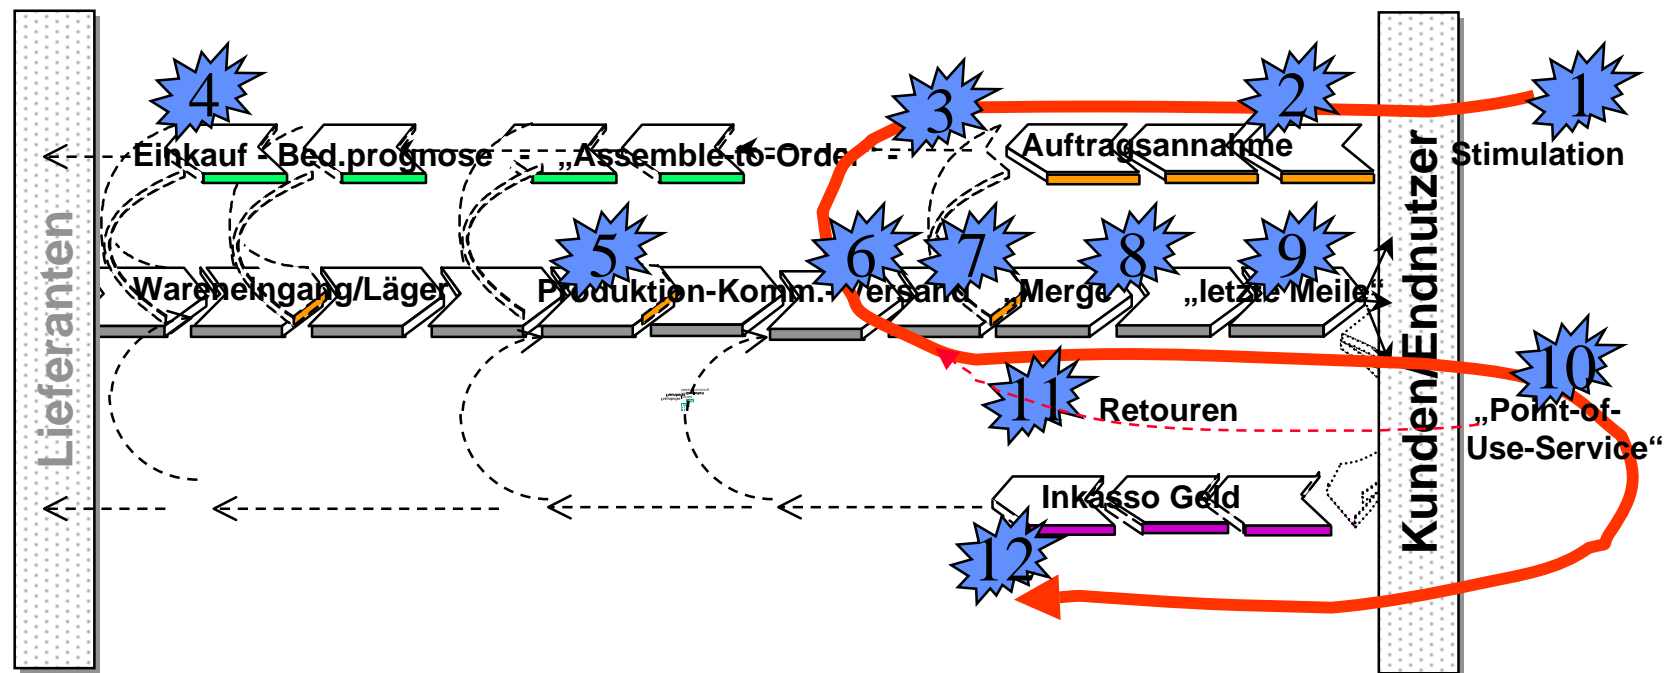 4
3
2
1
Einkauf - Bed.prognose - „Assemble-to-Order“ -
Auftragsannahme
Stimulation
Lieferanten
Kunden/Endnutzer
5
6
7
8
9
Wareneingang/Läger
Produktion-Komm.-Versand
„Merge“
„letzte Meile“
10
11
Retouren
„Point-of-
Use-Service“
Inkasso Geld
12